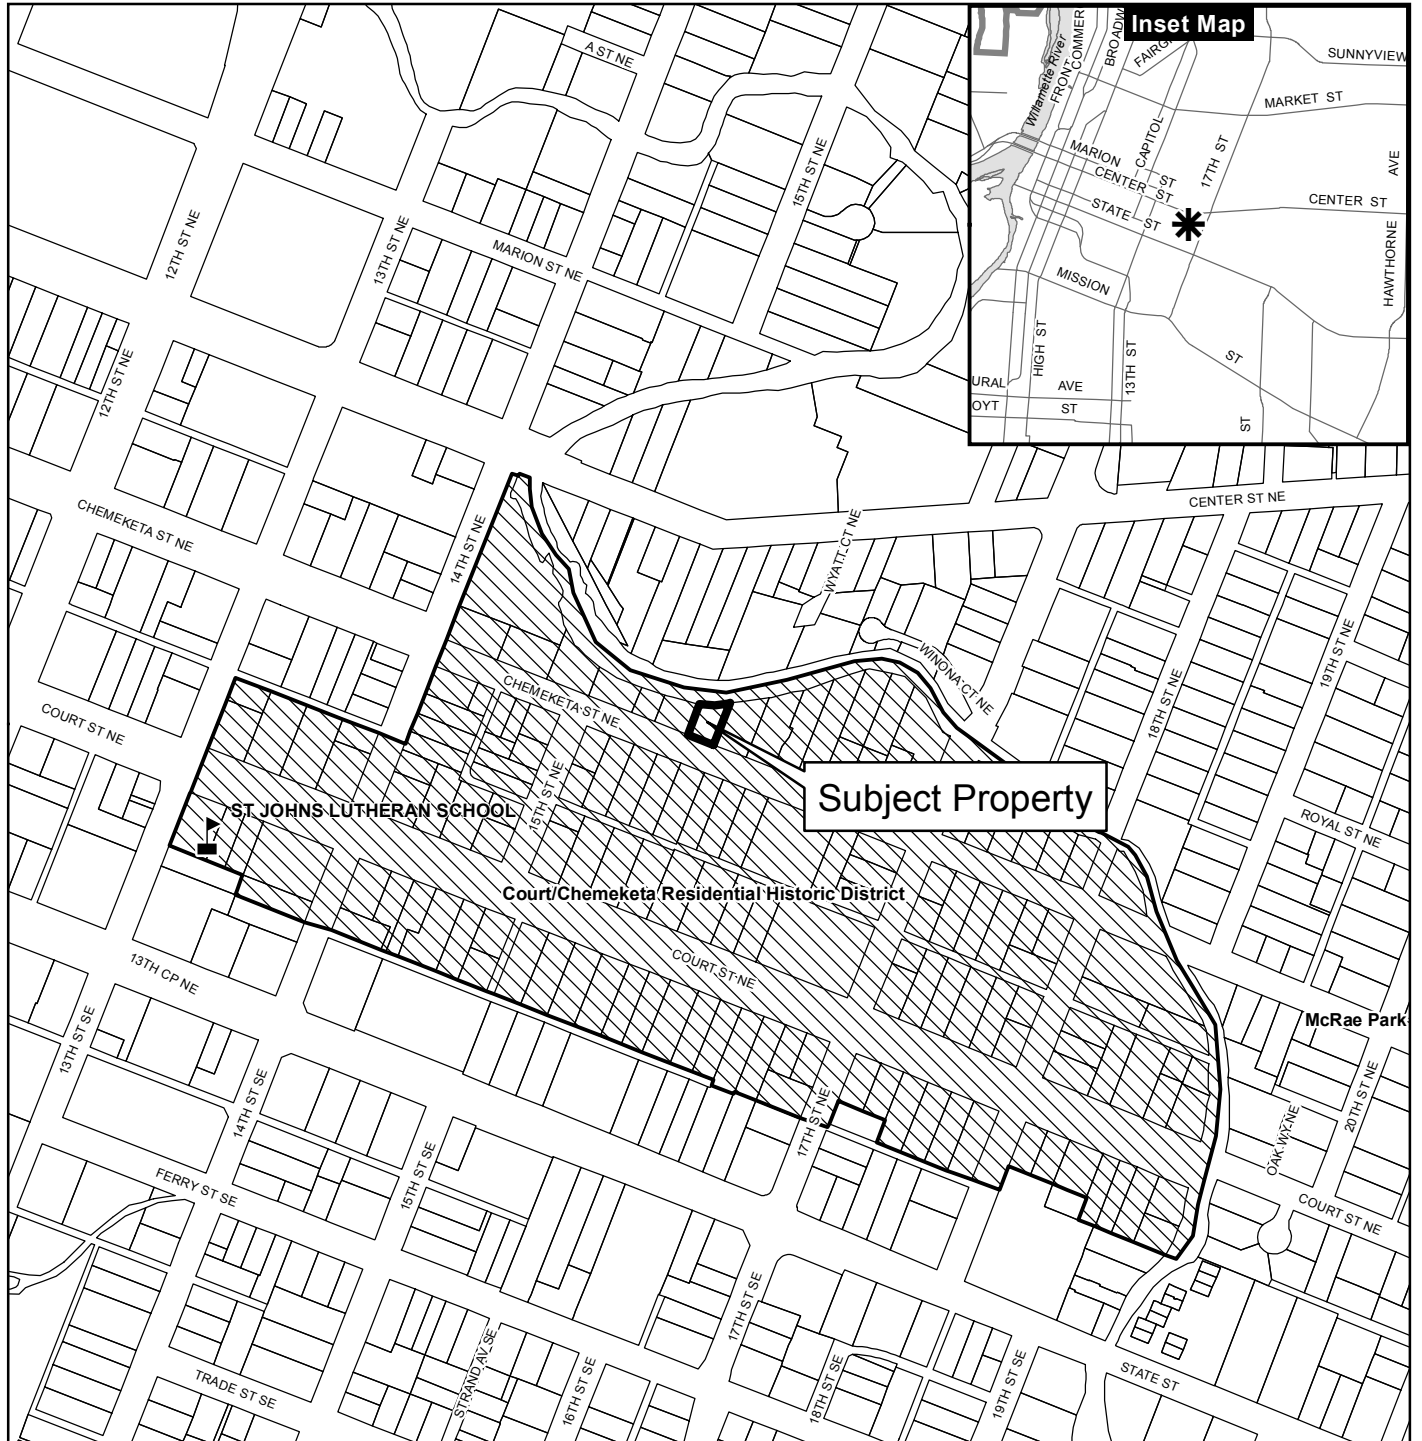 Inset Map
Willamette River
FRONT
COMMER
BROADW
SUNNYVIEW
MARKET ST
CAPITOL
17TH ST
AVE
MARION ST
CENTER ST
STATE ST
CENTER ST
HAWTHORNE
MISSION
ST
HIGH ST
13TH ST
URAL AVE
OYT ST
ST
A ST NE
15TH ST NE
12TH ST NE
13TH ST NE
MARION ST NE
12TH ST NE
CHEMEKETA ST NE
14TH ST NE
CENTER ST NE
WYATT CT NE
WINONA CT NE
19TH ST NE
18TH ST NE
COURT ST NE
CHEMEKETA ST NE
Subject Property
15TH ST NE
ST JOHNS LUTHERAN SCHOOL
ROYAL ST NE
Court/Chemeketa Residential Historic District
COURT ST NE
13TH CP NE
McRae Park
13TH ST SE
14TH ST SE
17TH ST NE
20TH ST NE
OAK WY NE
15TH ST SE
FERRY ST SE
COURT ST NE
17TH ST SE
STATE ST
TRADE ST SE
STRAND AV SE
16TH ST SE
18TH ST SE
19TH ST SE